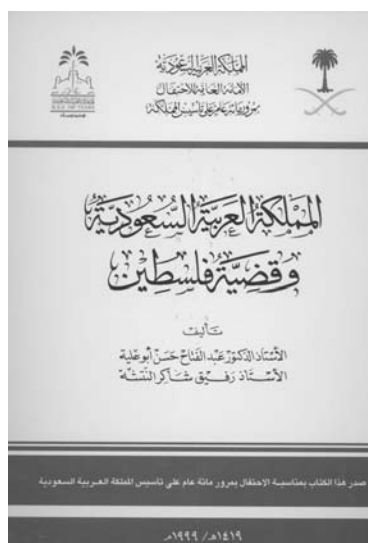 المملكة العربية السعودية
الأمانة العامة للاحتفال
بمرور مائة عام على تأسيس المملكة
المملكة العربية السعودية
وقضية فلسطين
تأليف
الأستاذ الدكتور عبد الفتاح حسن أبو علية
الأستاذ رفيق شاكر النتشة
صدر هذا الكتاب بمناسبة الاحتفال بمرور مائة عام على تأسيس المملكة العربية السعودية
١٤١٩هـ/ ١٩٩٩م